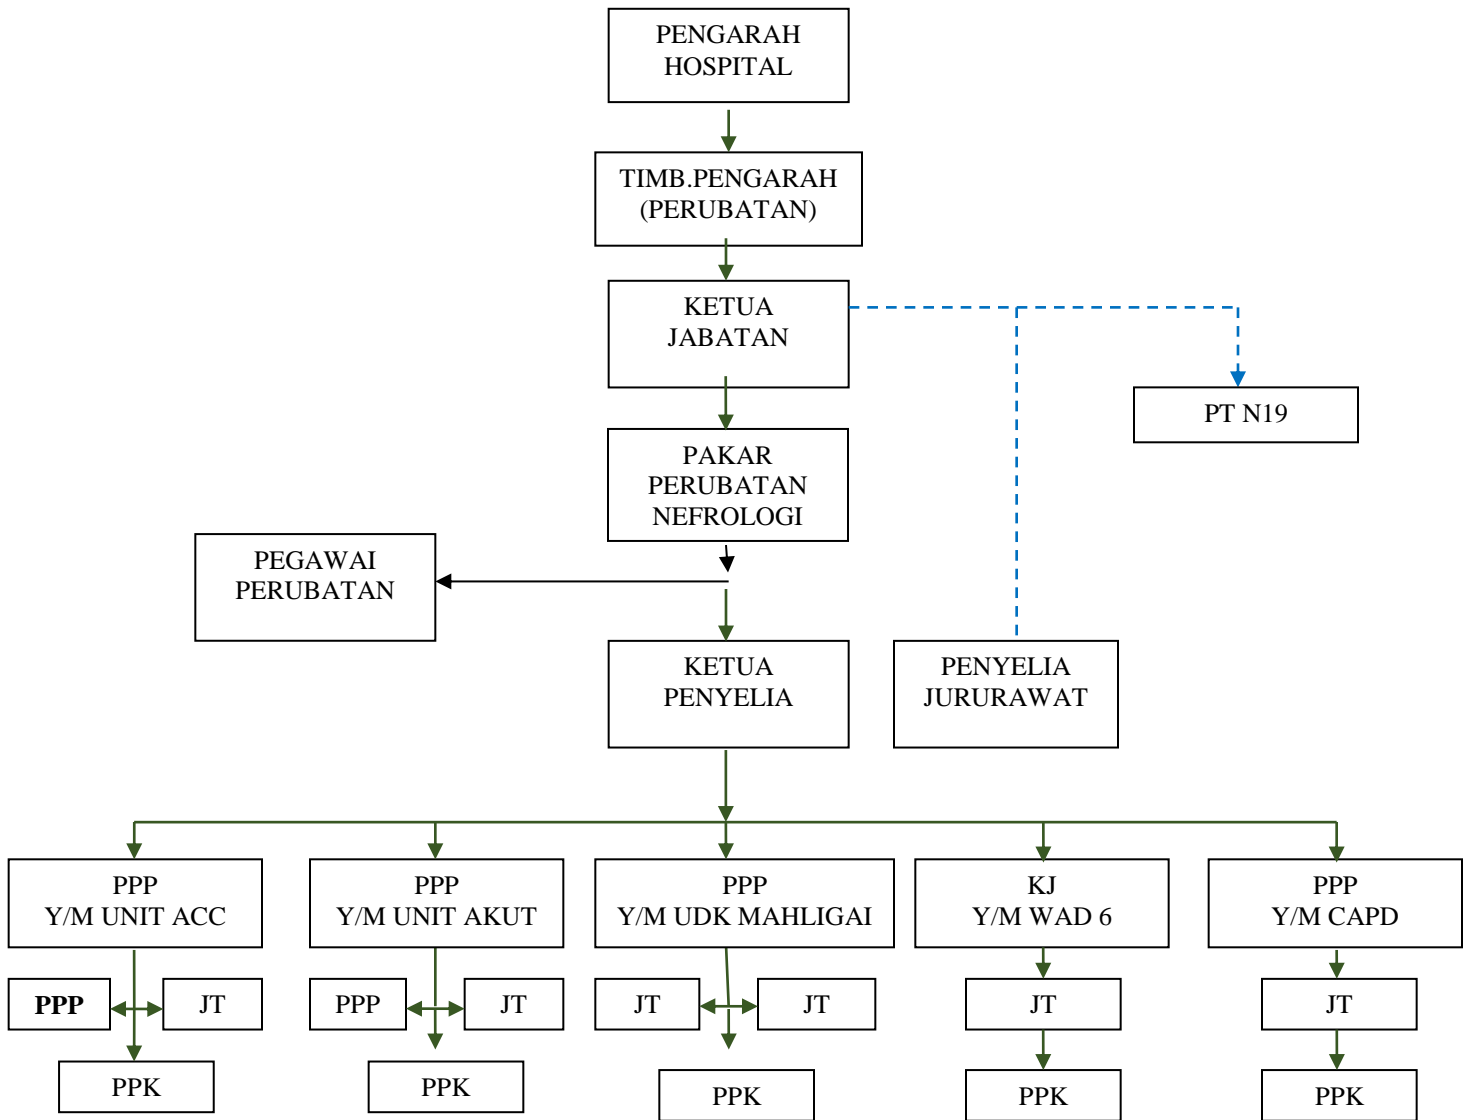 PENGARAH
HOSPITAL
TIMB.PENGARAH
(PERUBATAN)
KETUA
JABATAN
PT N19
PAKAR
PERUBATAN
NEFROLOGI
PEGAWAI
PERUBATAN
KETUA
PENYELIA
PENYELIA
JURURAWAT
PPP
Y/M UNIT ACC
PPP
Y/M UNIT AKUT
PPP
Y/M UDK MAHLIGAI
KJ
Y/M WAD 6
PPP
Y/M CAPD
PPP
JT
PPP
JT
JT
JT
JT
JT
PPK
PPK
PPK
PPK
PPK